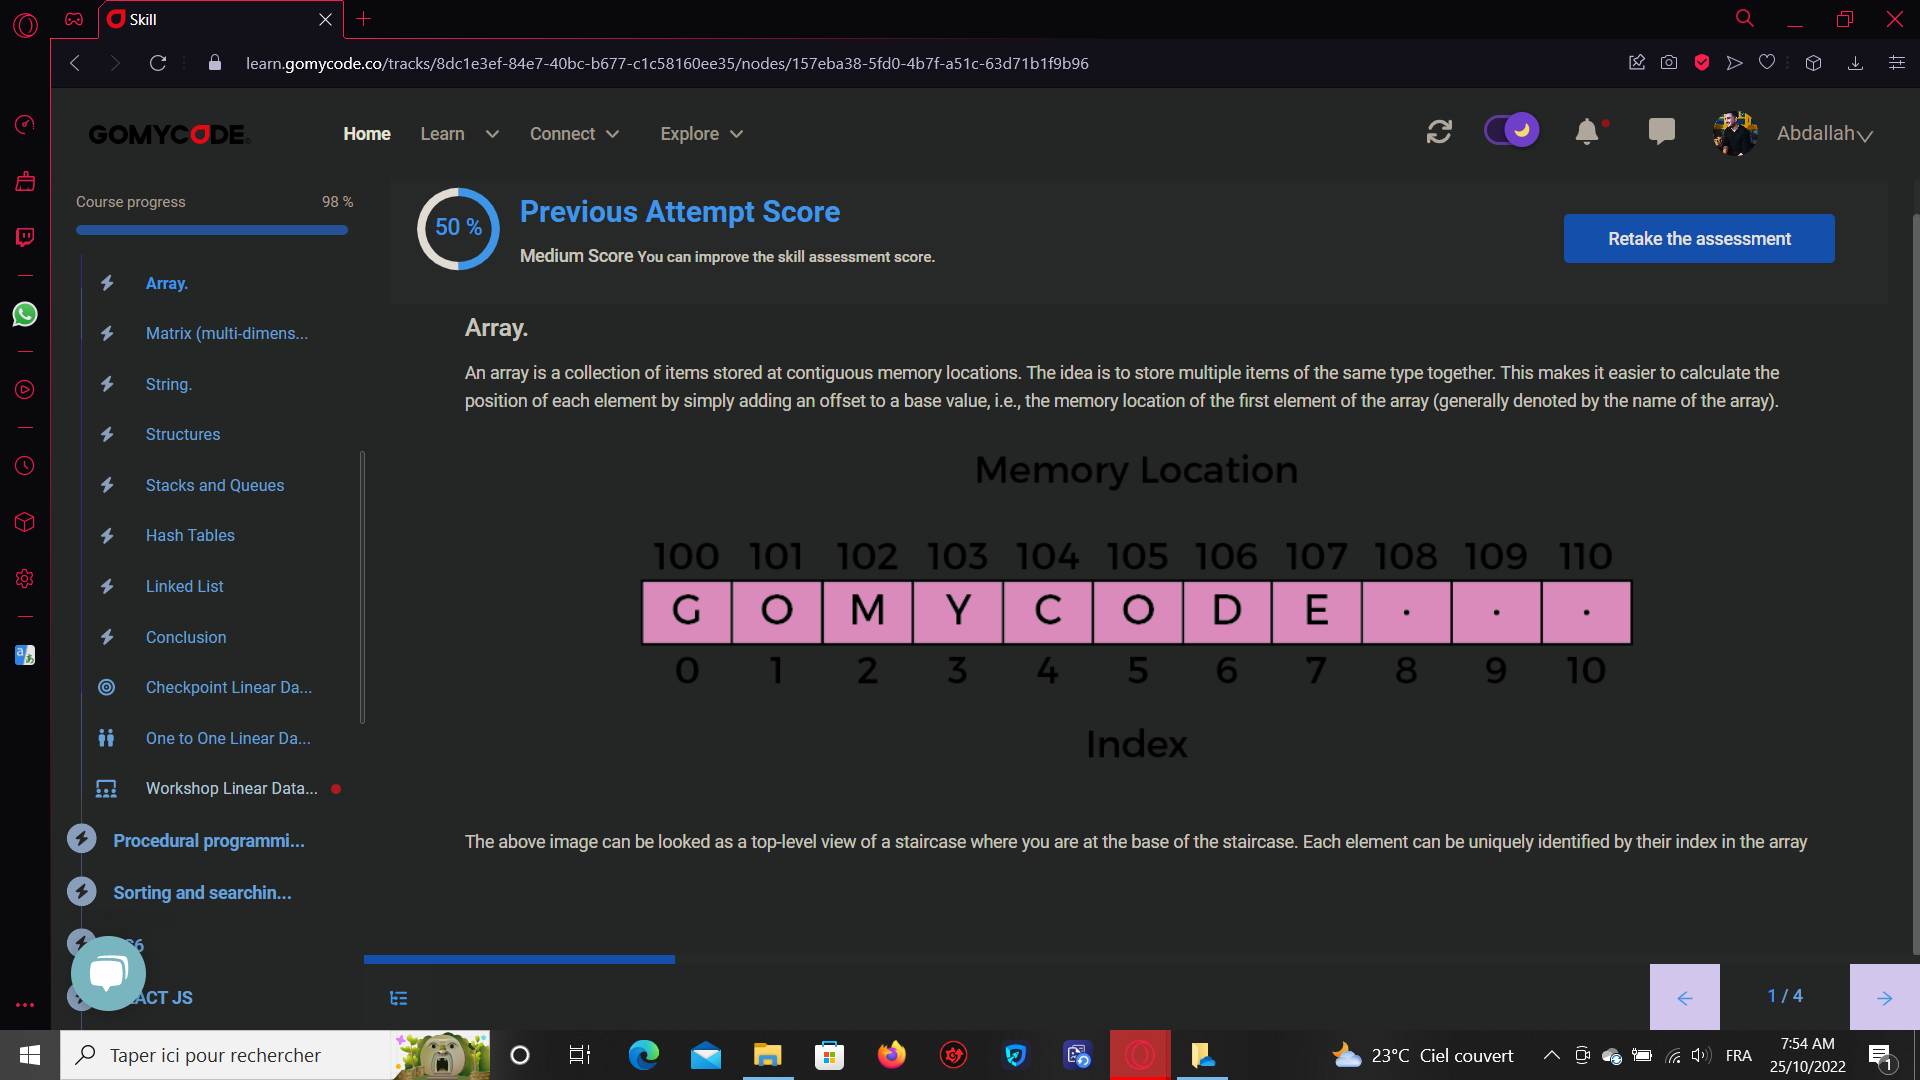 Skill
learn.gomycode.co/tracks/8dc1e3ef-84e7-40bc-b677-c1c58160ee35/nodes/157eba38-5fd0-4b7f-a51c-63d71b1f9b96
GOMYCODE
Home
Learn
Connect
Explore
Abdallah
Course progress
98 %
Array.
Matrix (multi-dimens...
String.
Structures
Stacks and Queues
Hash Tables
Linked List
Conclusion
Checkpoint Linear Da...
One to One Linear Da...
Workshop Linear Data...
Procedural programmi...
Sorting and searchin...
50 %
Previous Attempt Score
Medium Score You can improve the skill assessment score.
Retake the assessment
Array.
An array is a collection of items stored at contiguous memory locations. The idea is to store multiple items of the same type together. This makes it easier to calculate the
position of each element by simply adding an offset to a base value, i.e., the memory location of the first element of the array (generally denoted by the name of the array).
Memory Location
100 101 102 103 104 105 106 107 108 109 110
G O M Y C O D E . . .
0 1 2 3 4 5 6 7 8 9 10
Index
The above image can be looked as a top-level view of a staircase where you are at the base of the staircase. Each element can be uniquely identified by their index in the array
ACT JS
1 / 4
Taper ici pour rechercher
23°C Ciel couvert
FRA
7:54 AM
25/10/2022
1